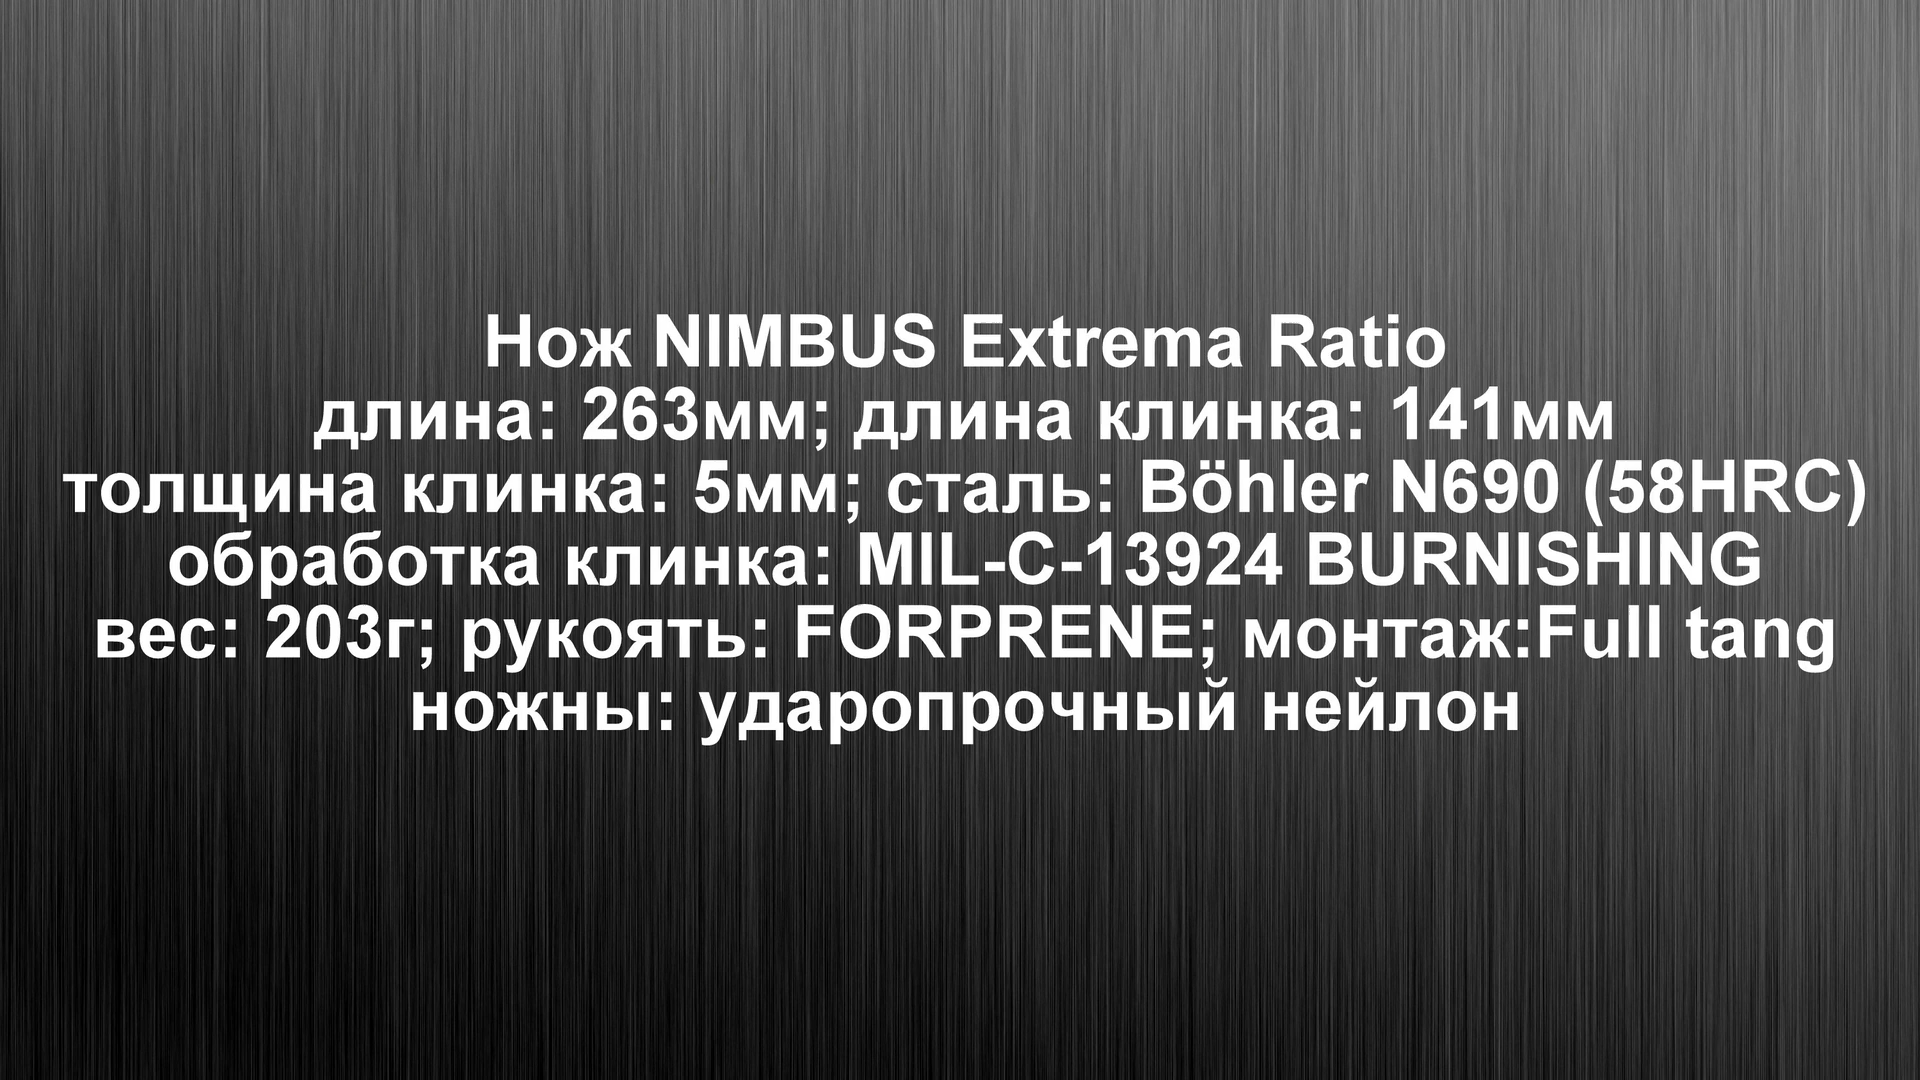 Нож NIMBUS Extrema Ratio
длина: 263мм; длина клинка: 141мм
толщина клинка: 5мм; сталь: Böhler N690 (58HRC)
обработка клинка: MIL-C-13924 BURNISHING
вес: 203г; рукоять: FORPRENE; монтаж:Full tang
ножны: ударопрочный нейлон